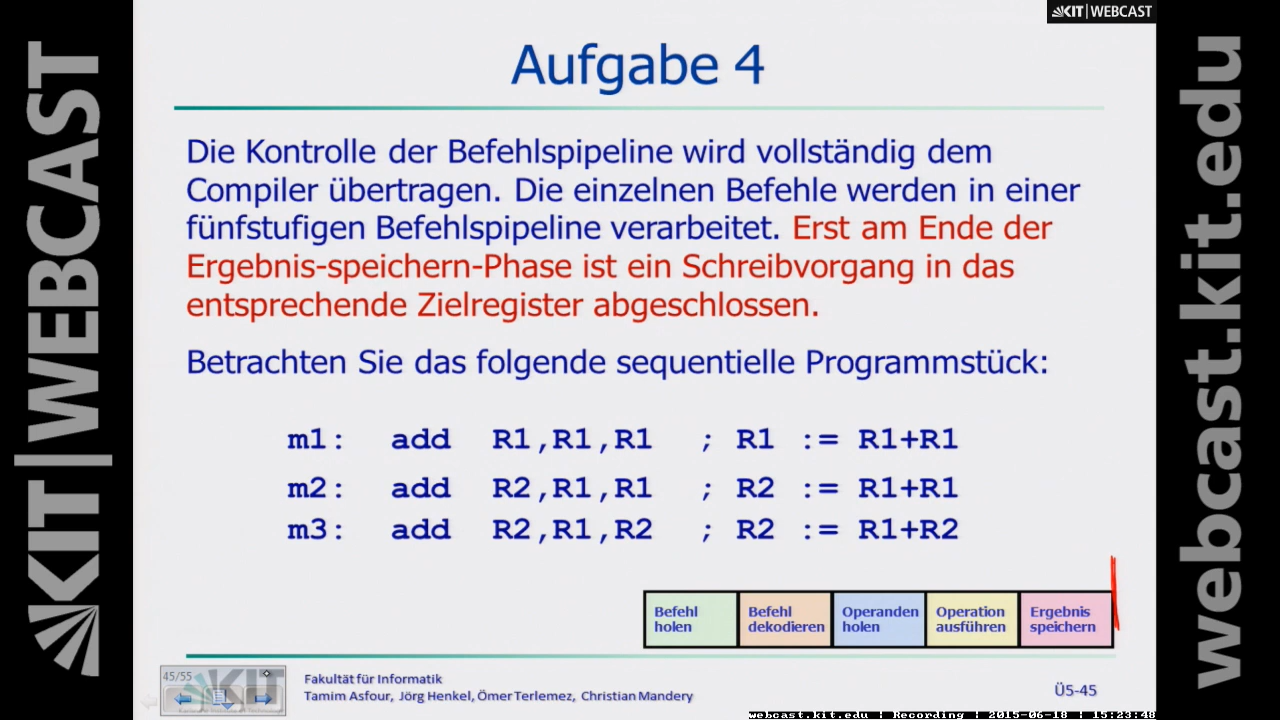 KIT|WEBCAST
KIT|WEBCAST
webcast.kit.edu
Aufgabe 4
Die Kontrolle der Befehlspipeline wird vollständig dem
Compiler übertragen. Die einzelnen Befehle werden in einer
fünfstufigen Befehlspipeline verarbeitet. Erst am Ende der
Ergebnis-speichern-Phase ist ein Schreibvorgang in das
entsprechende Zielregister abgeschlossen.
Betrachten Sie das folgende sequentielle Programmstück:
m1: add R1,R1,R1 ; R1 := R1+R1
m2: add R2,R1,R1 ; R2 := R1+R1
m3: add R2,R1,R2 ; R2 := R1+R2
Befehl holen
Befehl dekodieren
Operanden holen
Operation ausführen
Ergebnis speichern
45/55
KIT
Fakultät für Informatik
Tamim Asfour, Jörg Henkel, Ömer Terlemez, Christian Mandery
Ü5-45
webcast.kit.edu | Recording | 2015-06-18 | 15:23:48